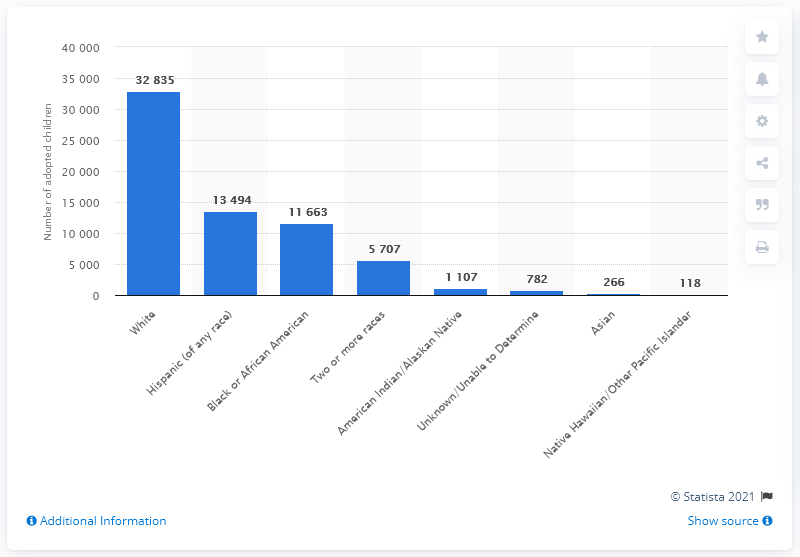 Number of adopted children
40 000
35 000
30 000
25 000
20 000
15 000
10 000
5 000
0
32 835
13 494
11 663
5 707
1 107
782
266
118
White
Hispanic (of any race)
Black or African American
Two or more races
American Indian/Alaskan Native
Unknown/Unable to Determine
Asian
Native Hawaiian/Other Pacific Islander
© Statista 2021
Additional Information
Show source